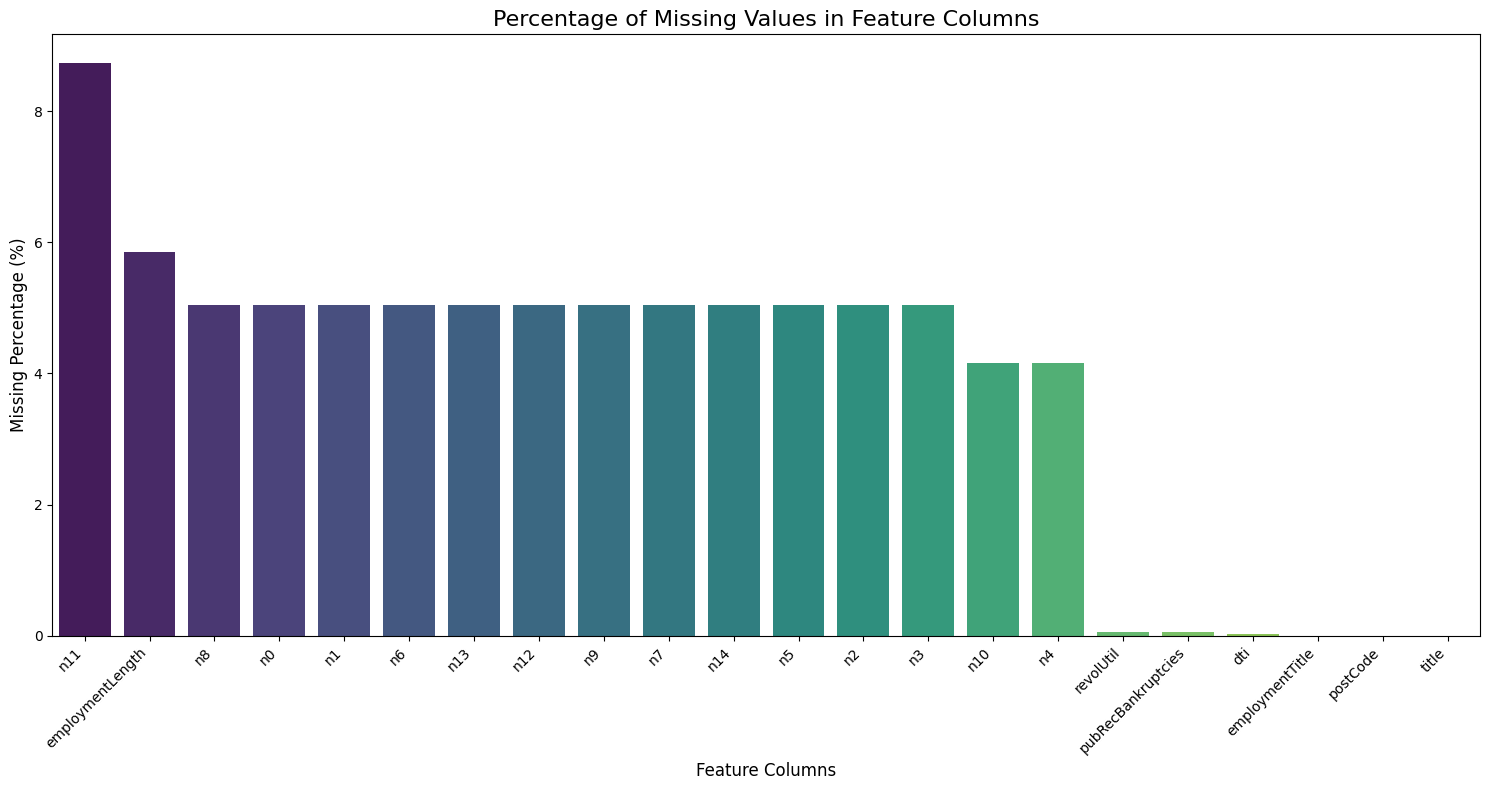 Percentage of Missing Values in Feature Columns
Missing Percentage (%)
8
6
4
2
0
n11
employmentLength
n8
n0
n1
n6
n13
n12
n9
n7
n14
n5
n2
n3
n10
n4
revolUtil
pubRecBankruptcies
dti
employmentTitle
postCode
title
Feature Columns